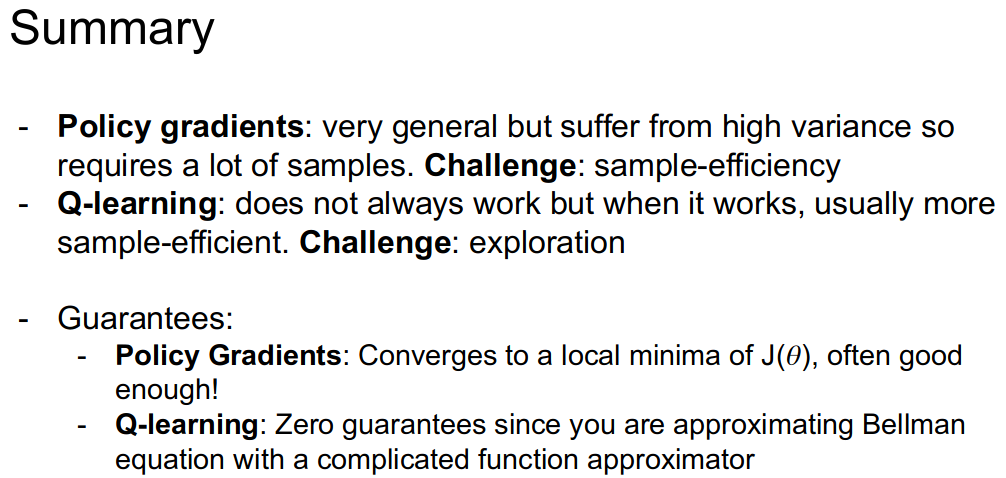 Summary
- Policy gradients: very general but suffer from high variance so
requires a lot of samples. Challenge: sample-efficiency
- Q-learning: does not always work but when it works, usually more
sample-efficient. Challenge: exploration
- Guarantees:
- Policy Gradients: Converges to a local minima of J(θ), often good
enough!
- Q-learning: Zero guarantees since you are approximating Bellman
equation with a complicated function approximator